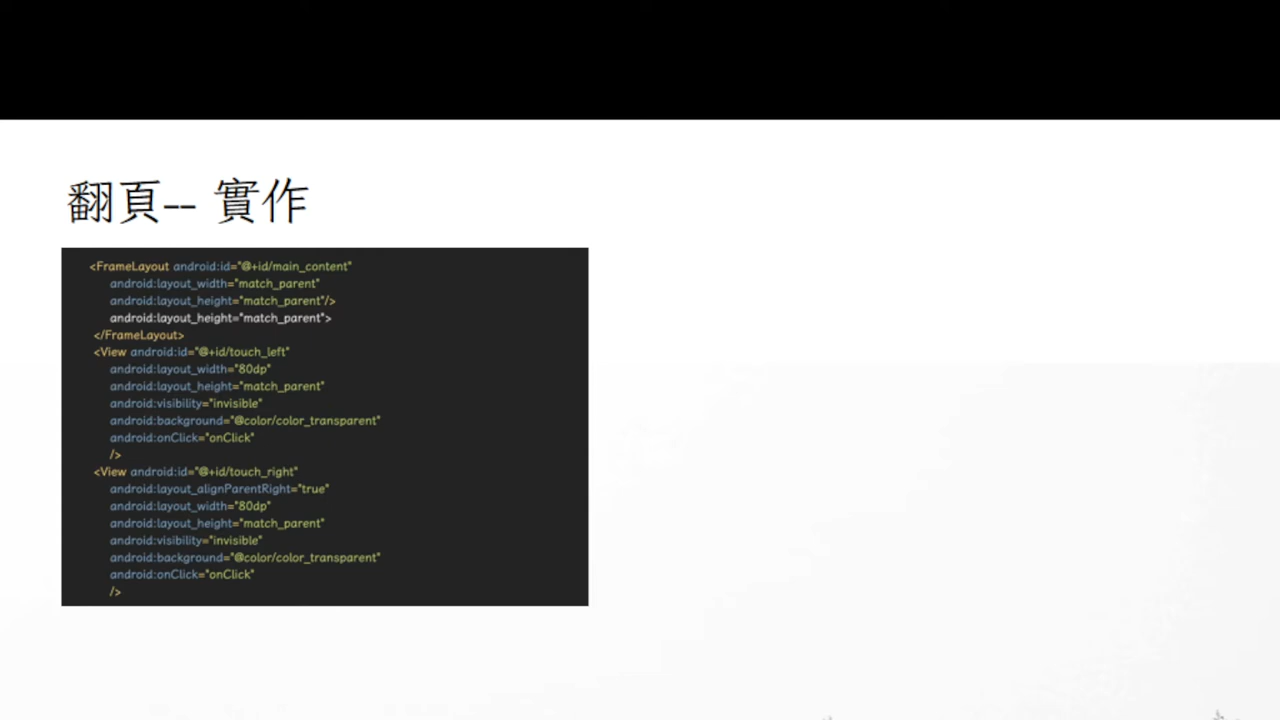 翻頁-- 實作
<FrameLayout android:id="@+id/main_content"
android:layout_width="match_parent"
android:layout_height="match_parent"/>
android:layout_height="match_parent">
</FrameLayout>
<View android:id="@+id/touch_left"
android:layout_width="80dp"
android:layout_height="match_parent"
android:visibility="invisible"
android:background="@color/color_transparent"
android:onClick="onClick"
/>
<View android:id="@+id/touch_right"
android:layout_alignParentRight="true"
android:layout_width="80dp"
android:layout_height="match_parent"
android:visibility="invisible"
android:background="@color/color_transparent"
android:onClick="onClick"
/>